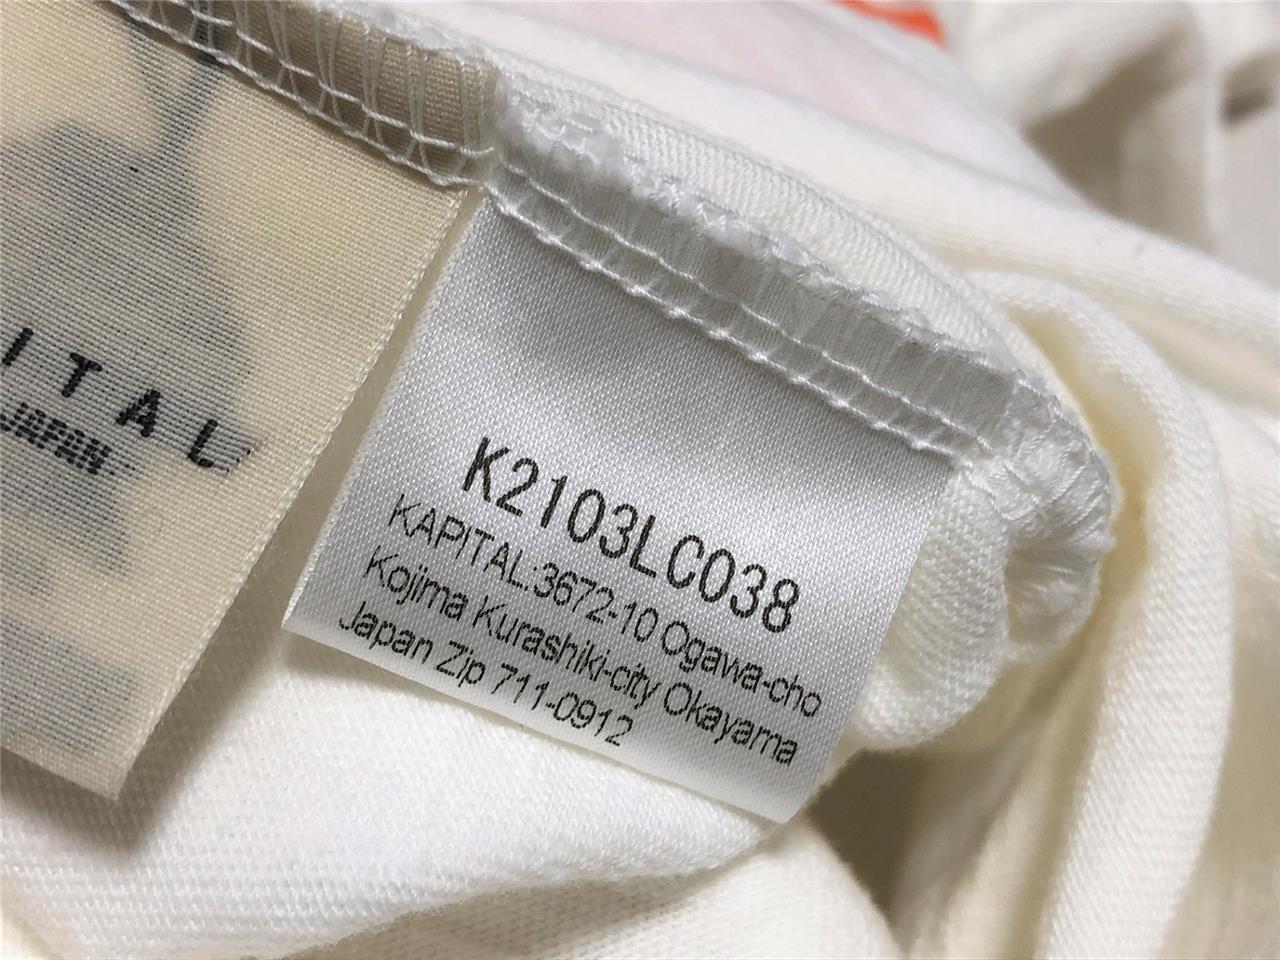 ITAL
JAPAN
K2103LC038
KAPITAL:3672-10 Ogawa-cho
Kojima Kurashiki-city Okayama
Japan Zip 711-0912